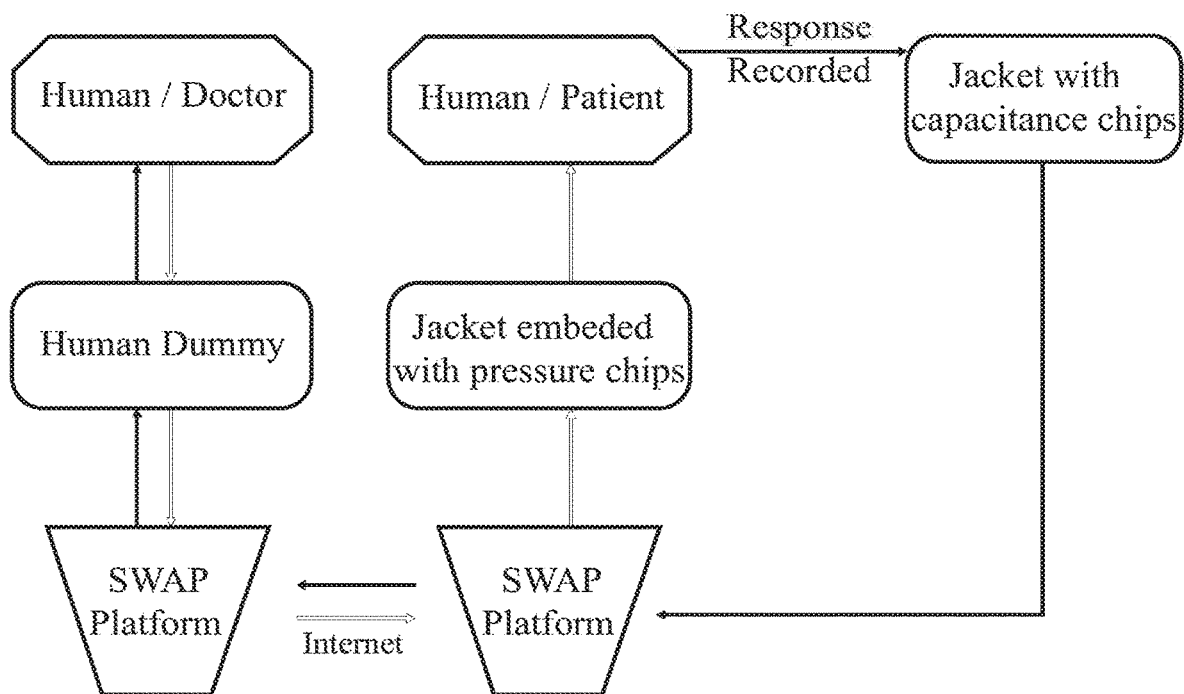 Human / Doctor
Human / Patient
Response
Recorded
Jacket with
capacitance chips
Human Dummy
Jacket embeded
with pressure chips
SWAP
Platform
Internet
SWAP
Platform